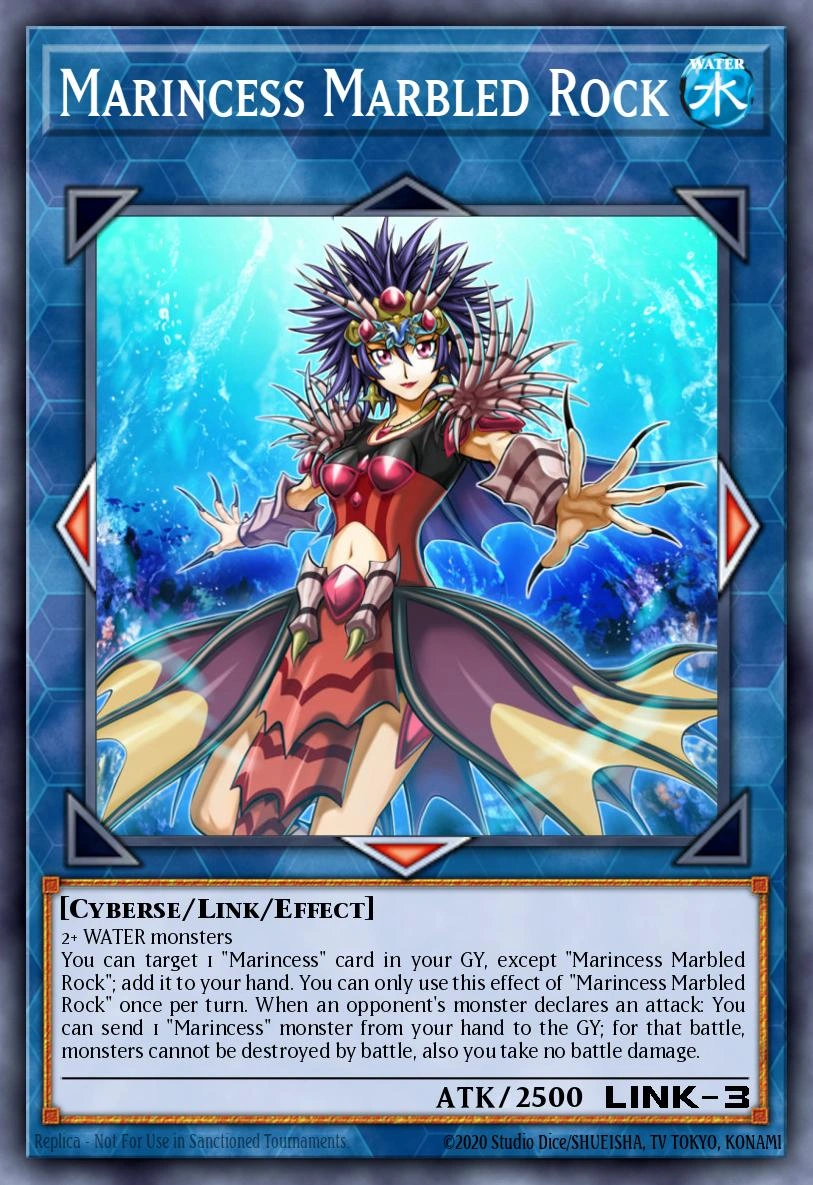 Marincess Marbled Rock
WATER
水
[Cyberse/Link/Effect]
2+ WATER monsters
You can target 1 "Marincess" card in your GY, except "Marincess Marbled
Rock"; add it to your hand. You can only use this effect of "Marincess Marbled
Rock" once per turn. When an opponent's monster declares an attack: You
can send 1 "Marincess" monster from your hand to the GY; for that battle,
monsters cannot be destroyed by battle, also you take no battle damage.
ATK/2500 LINK-3
Replica - Not For Use in Sanctioned Tournaments.
©2020 Studio Dice/SHUEISHA, TV TOKYO, KONAMI